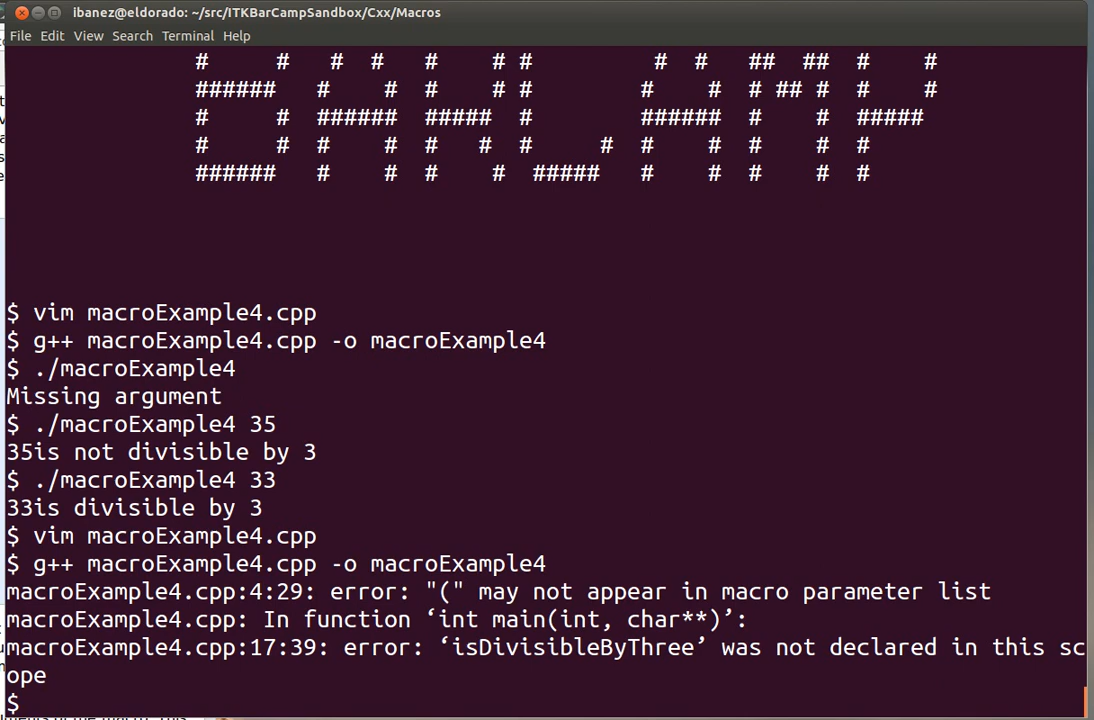 ibanez@eldorado: ~/src/ITKBarCampSandbox/Cxx/Macros
File Edit View Search Terminal Help
BARCAMP
$ vim macroExample4.cpp
$ g++ macroExample4.cpp -o macroExample4
$ ./macroExample4
Missing argument
$ ./macroExample4 35
35is not divisible by 3
$ ./macroExample4 33
33is divisible by 3
$ vim macroExample4.cpp
$ g++ macroExample4.cpp -o macroExample4
macroExample4.cpp:4:29: error: "(" may not appear in macro parameter list
macroExample4.cpp: In function ‘int main(int, char**)’:
macroExample4.cpp:17:39: error: ‘isDivisibleByThree’ was not declared in this sc
ope
$